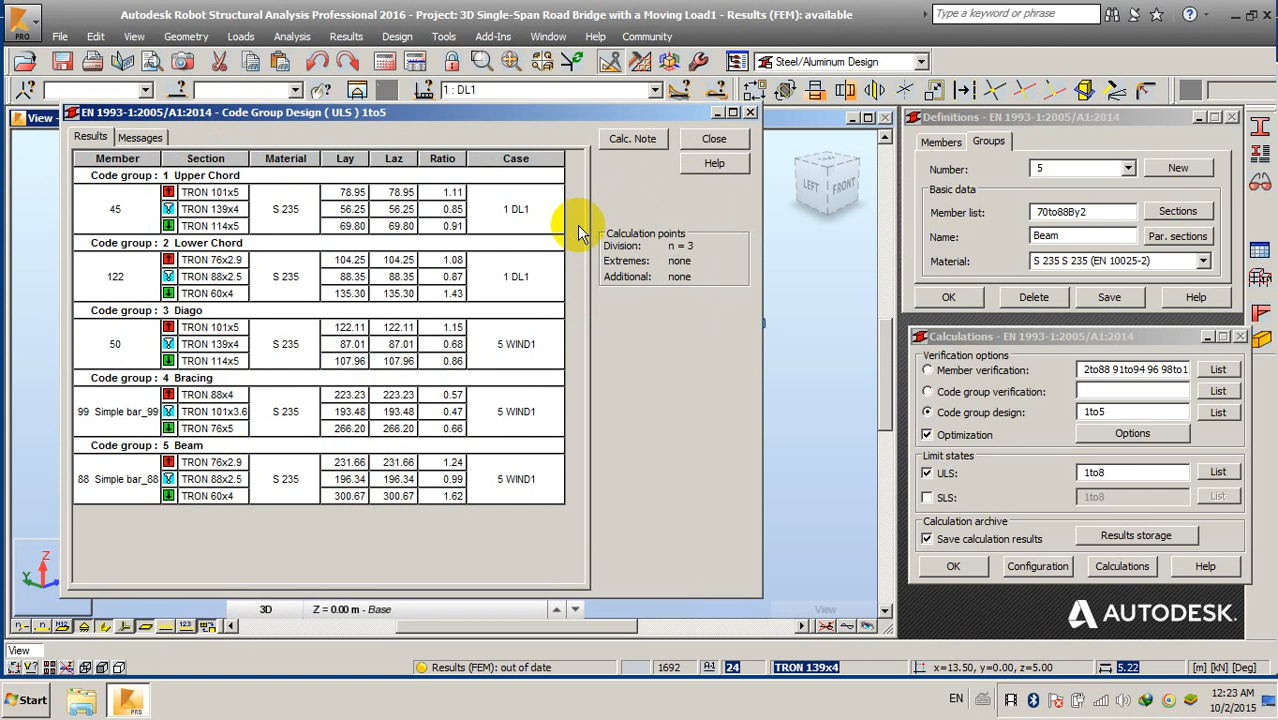 Autodesk Robot Structural Analysis Professional 2016 - Project: 3D Single-Span Road Bridge with a Moving Load1 - Results (FEM): available
Type a keyword or phrase
PRO
File Edit View Geometry Loads Analysis Results Design Tools Add-Ins Window Help Community
Steel/Aluminum Design
1 : DL1
View -
EN 1993-1:2005/A1:2014 - Code Group Design ( ULS ) 1to5
Results Messages
Calc. Note Close
Help
Member Section Material Lay Laz Ratio Case
Code group : 1 Upper Chord
TRON 101x5 78.95 78.95 1.11
45 TRON 139x4 S 235 56.25 56.25 0.85 1 DL1
TRON 114x5 69.80 69.80 0.91
Code group : 2 Lower Chord
TRON 76x2.9 104.25 104.25 1.08
122 TRON 88x2.5 S 235 88.35 88.35 0.87 1 DL1
TRON 60x4 135.30 135.30 1.43
Code group : 3 Diago
TRON 101x5 122.11 122.11 1.15
50 TRON 139x4 S 235 87.01 87.01 0.68 5 WIND1
TRON 114x5 107.96 107.96 0.86
Code group : 4 Bracing
TRON 88x4 223.23 223.23 0.57
99 Simple bar_99 TRON 101x3.6 S 235 193.48 193.48 0.47 5 WIND1
TRON 76x5 266.20 266.20 0.66
Code group : 5 Beam
TRON 76x2.9 231.66 231.66 1.24
88 Simple bar_88 TRON 88x2.5 S 235 196.34 196.34 0.99 5 WIND1
TRON 60x4 300.67 300.67 1.62
Calculation points
Division: n = 3
Extremes: none
Additional: none
LEFT FRONT
Definitions - EN 1993-1:2005/A1:2014
Members Groups
Number: 5 New
Basic data
Member list: 70to88By2 Sections
Name: Beam Par. sections
Material: S 235 S 235 (EN 10025-2)
OK Delete Save Help
Calculations - EN 1993-1:2005/A1:2014
Verification options
Member verification: 2to88 91to94 96 98to1 List
Code group verification: List
Code group design: 1to5 List
Optimization Options
Limit states
ULS: 1to8 List
SLS: 1to8 List
Calculation archive
Save calculation results Results storage
OK Configuration Calculations Help
AUTODESK.
Z
Y
3D Z = 0.00 m - Base
View
View
Results (FEM): out of date 1692 24 TRON 139x4 x=13.50, y=0.00, z=5.00 5.22 [m] [kN] [Deg]
Start
PRO
EN
12:23 AM
10/2/2015